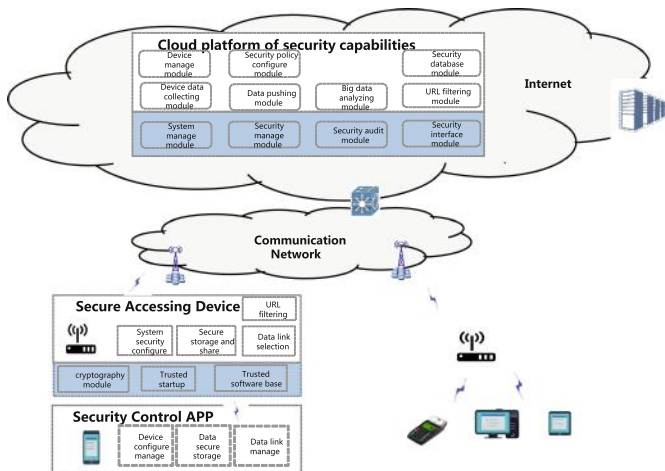 Cloud platform of security capabilities
Device
manage
module
Security policy
configure
module
Security
database
module
Internet
Device data
collecting
module
Data pushing
module
Big data
analyzing
module
URL filtering
module
System
manage
module
Security
manage
module
Security audit
module
Security
interface
module
Communication
Network
Secure Accessing Device
URL
filtering
System
security
configure
Secure
storage and
share
Data link
selection
cryptography
module
Trusted
startup
Trusted
software base
Security Control APP
Device
configure
manage
Data
secure
storage
Data link
manage